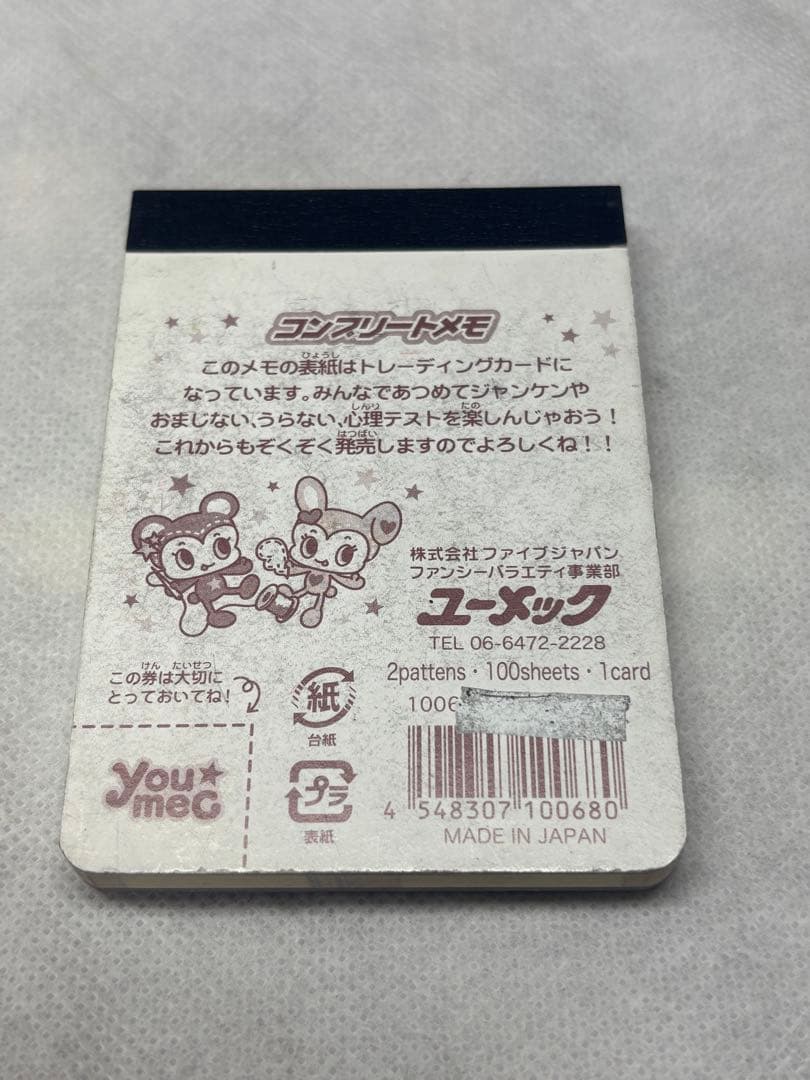 コンプリートメモ
このメモの表紙はトレーディングカードに
なっています。みんなであつめてジャンケンや
おまじない、うらない、心理テストを楽しんじゃおう！
これからもぞくぞく発売しますのでよろしくね！！
株式会社ファイブジャパン
ファンシーバラエティ事業部
ユーメック
TEL 06-6472-2228
2pattens・100sheets・1card
1006
この券は大切に
とっておいてね！
紙
台紙
プラ
表紙
you★
mec
4 548307 100680
MADE IN JAPAN